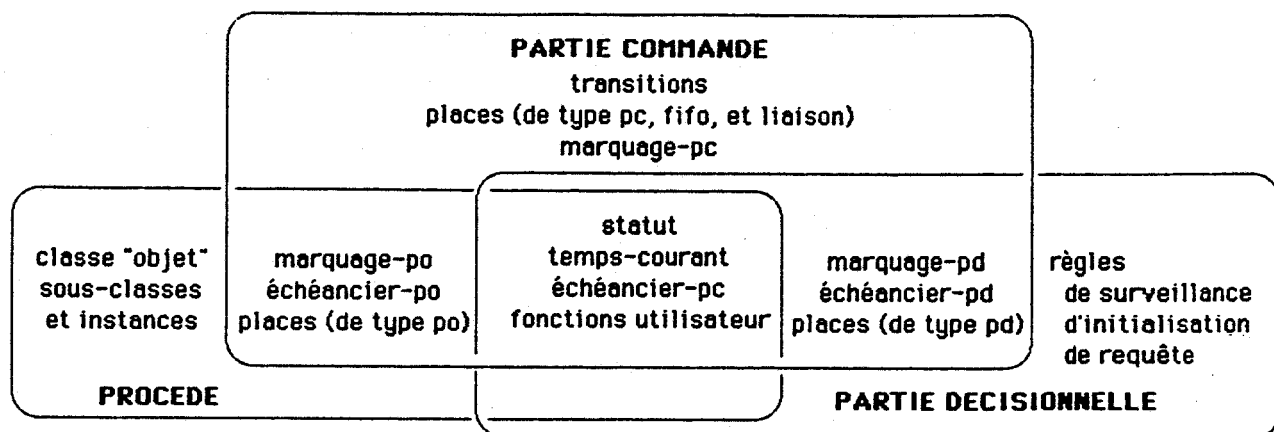 PARTIE COMMANDE
transitions
places (de type pc, fifo, et liaison)
marquage-pc
classe "objet"
sous-classes
et instances
marquage-po
échéancier-po
places (de type po)
statut
temps-courant
échéancier-pc
fonctions utilisateur
marquage-pd
échéancier-pd
places (de type pd)
règles
de surveillance
d'initialisation
de requête
PROCEDE
PARTIE DECISIONNELLE